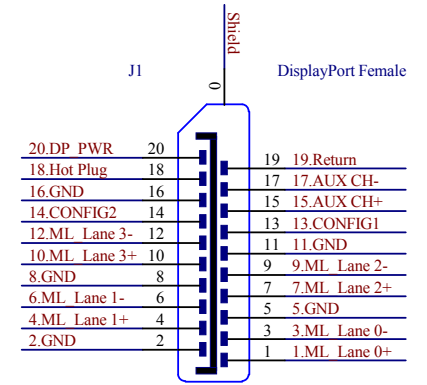 Shield
J1
DisplayPort Female
0
20.DP_PWR 20
18.Hot Plug 18
16.GND 16
14.CONFIG2 14
12.ML_Lane 3- 12
10.ML_Lane 3+ 10
8.GND 8
6.ML_Lane 1- 6
4.ML_Lane 1+ 4
2.GND 2
19 19.Return
17 17.AUX CH-
15 15.AUX CH+
13 13.CONFIG1
11 11.GND
9 9.ML_Lane 2-
7 7.ML_Lane 2+
5 5.GND
3 3.ML_Lane 0-
1 1.ML_Lane 0+